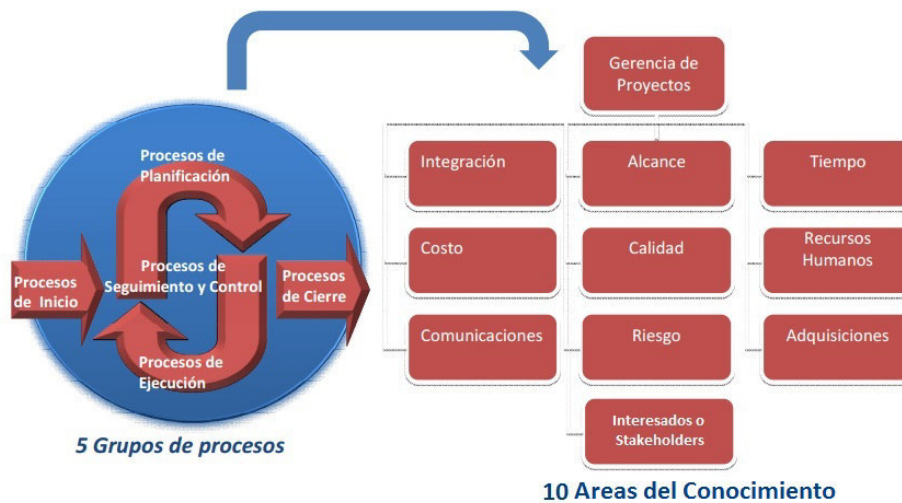 Procesos de
Planificación
Procesos
de Inicio
Procesos de
Seguimiento y Control
Procesos
de Cierre
Procesos de
Ejecución
5 Grupos de procesos
Gerencia de
Proyectos
Integración
Alcance
Tiempo
Costo
Calidad
Recursos
Humanos
Comunicaciones
Riesgo
Adquisiciones
Interesados o
Stakeholders
10 Areas del Conocimiento